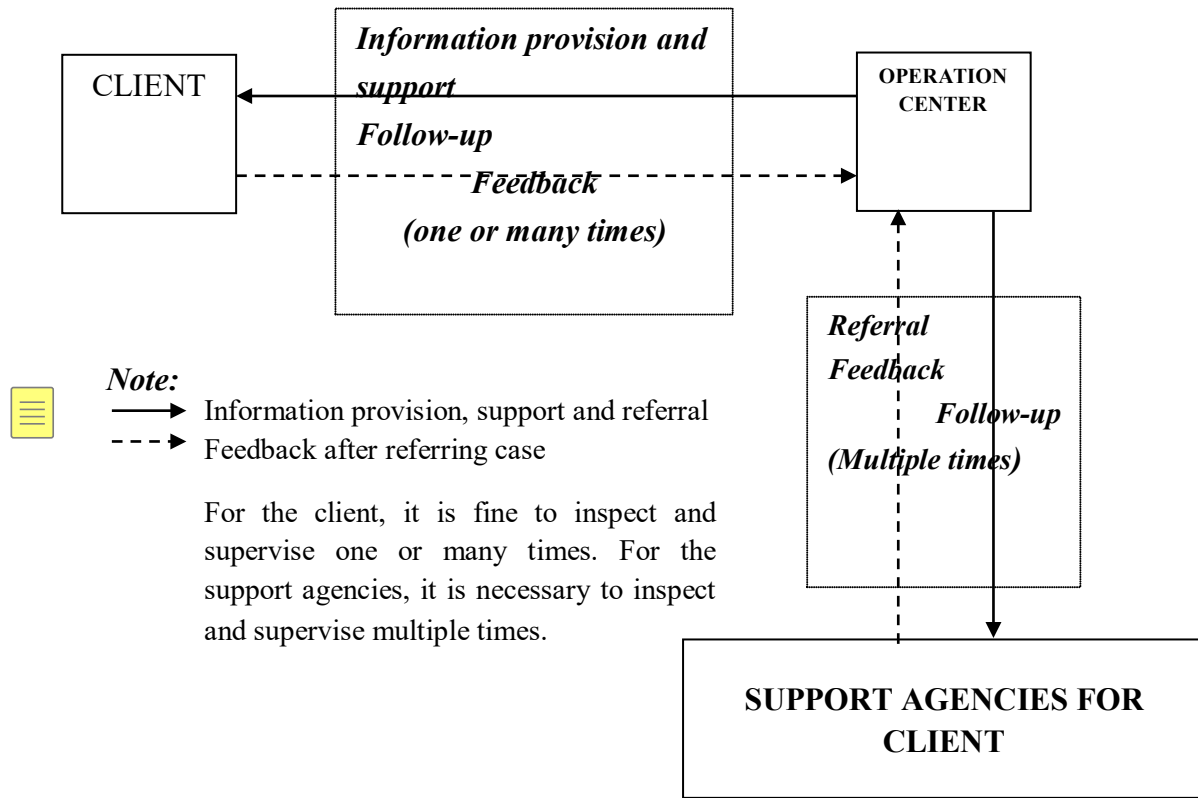 CLIENT
Information provision and
support
Follow-up
Feedback
(one or many times)
OPERATION
CENTER
Referral
Feedback
Follow-up
(Multiple times)
Note:
Information provision, support and referral
Feedback after referring case
For the client, it is fine to inspect and
supervise one or many times. For the
support agencies, it is necessary to inspect
and supervise multiple times.
SUPPORT AGENCIES FOR
CLIENT